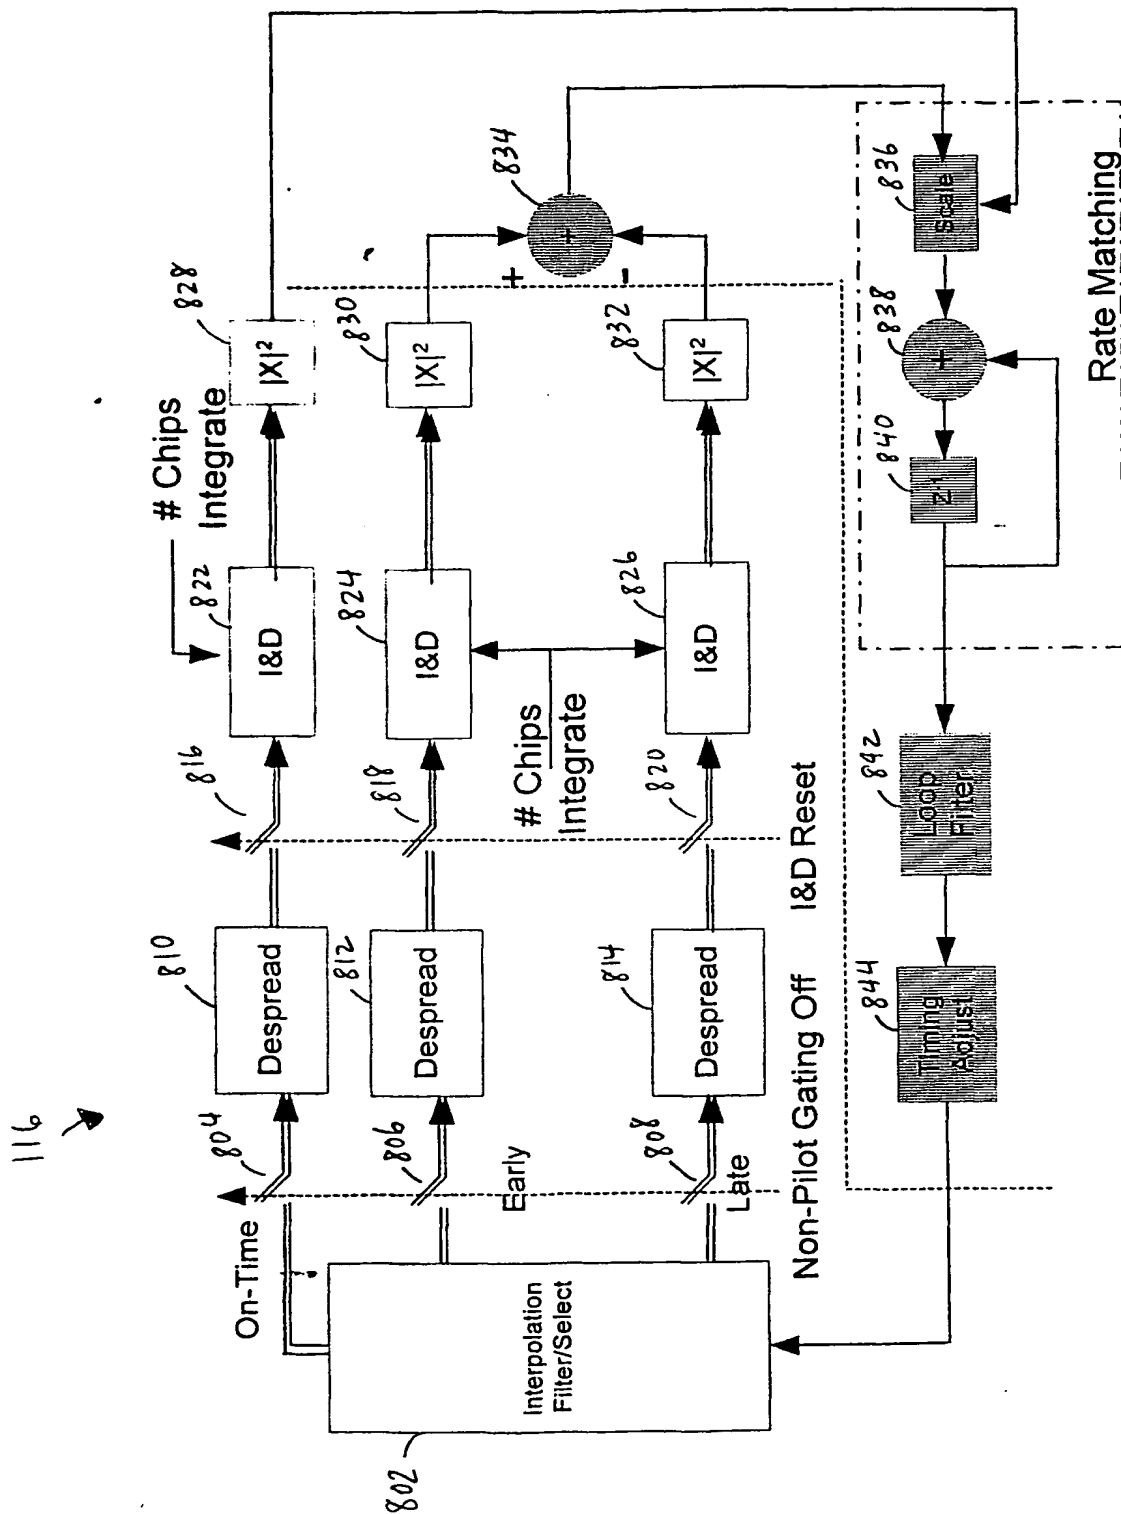 116
802
Interpolation
Filter/Select
On-Time
Early
Late
804
806
808
Non-Pilot Gating Off
810
Despread
812
Despread
814
Despread
816
818
820
I&D Reset
# Chips
Integrate
822
I&D
824
I&D
# Chips
Integrate
826
I&D
828
|X|²
830
|X|²
832
|X|²
+
-
834
+
836
Scale
838
+
840
Z-1
Rate Matching
842
Loop
Filter
844
Timing
Adjust